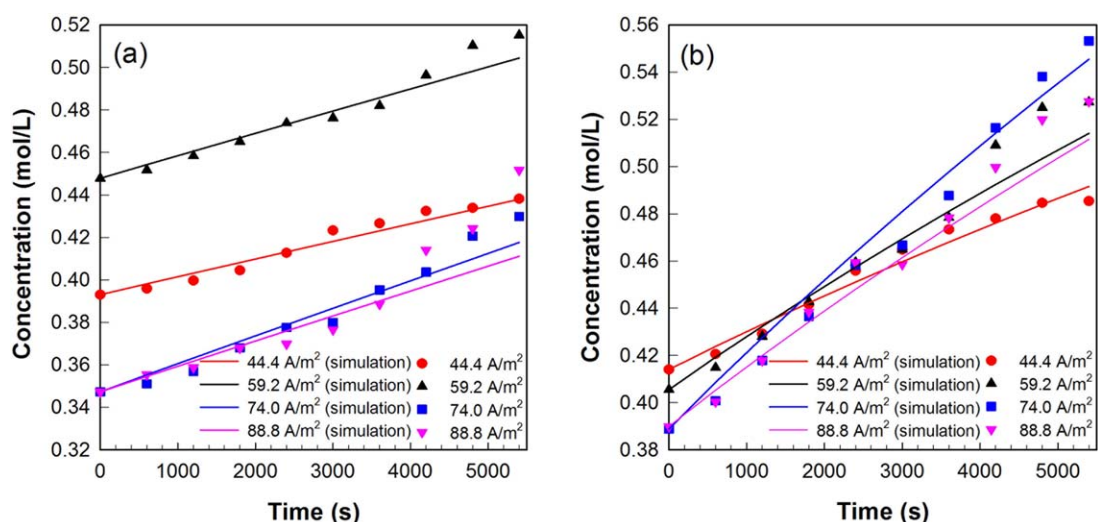 (a)
Concentration (mol/L)
0.52
0.50
0.48
0.46
0.44
0.42
0.40
0.38
0.36
0.34
0.32
44.4 A/m² (simulation) 44.4 A/m²
59.2 A/m² (simulation) 59.2 A/m²
74.0 A/m² (simulation) 74.0 A/m²
88.8 A/m² (simulation) 88.8 A/m²
0 1000 2000 3000 4000 5000
Time (s)
(b)
Concentration (mol/L)
0.56
0.54
0.52
0.50
0.48
0.46
0.44
0.42
0.40
0.38
44.4 A/m² (simulation) 44.4 A/m²
59.2 A/m² (simulation) 59.2 A/m²
74.0 A/m² (simulation) 74.0 A/m²
88.8 A/m² (simulation) 88.8 A/m²
0 1000 2000 3000 4000 5000
Time (s)